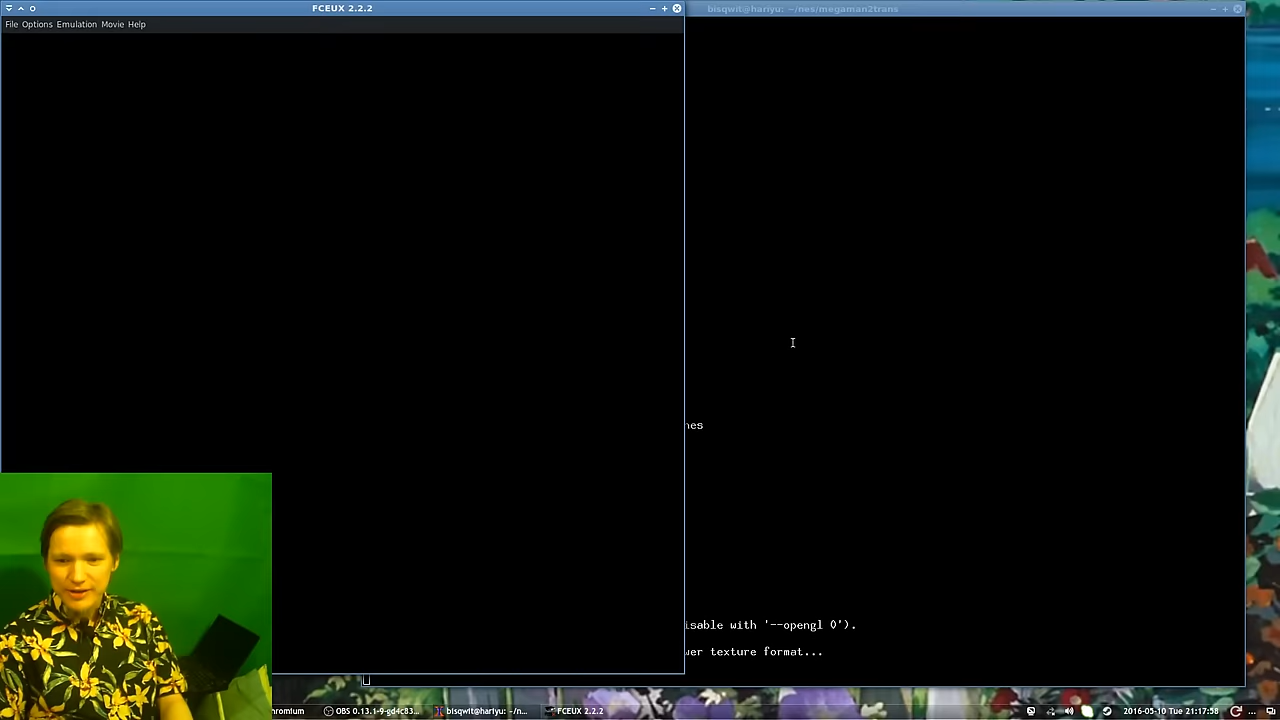 FCEUX 2.2.2
bisqwit@hariyu: ~/nes/megaman2trans
File Options Emulation Movie Help
nes
isable with '--opengl 0').
wer texture format...
hromium
OBS 0.13.1-9-gd4c83...
bisqwit@hariyu: ~/n...
FCEUX 2.2.2
2016-05-10 Tue 21:17:58
...